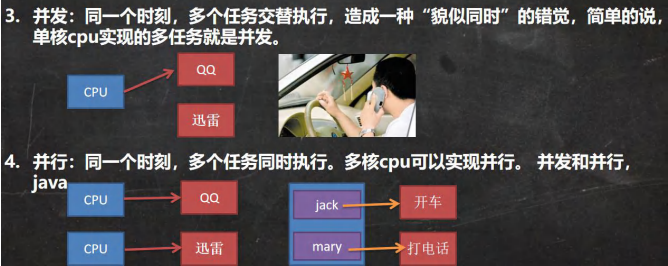 3. 并发：同一个时刻，多个任务交替执行，造成一种“貌似同时”的错觉，简单的说，
单核cpu实现的多任务就是并发。
CPU
QQ
迅雷
4. 并行：同一个时刻，多个任务同时执行。多核cpu可以实现并行。 并发和并行，
java
CPU
QQ
jack
开车
CPU
迅雷
mary
打电话